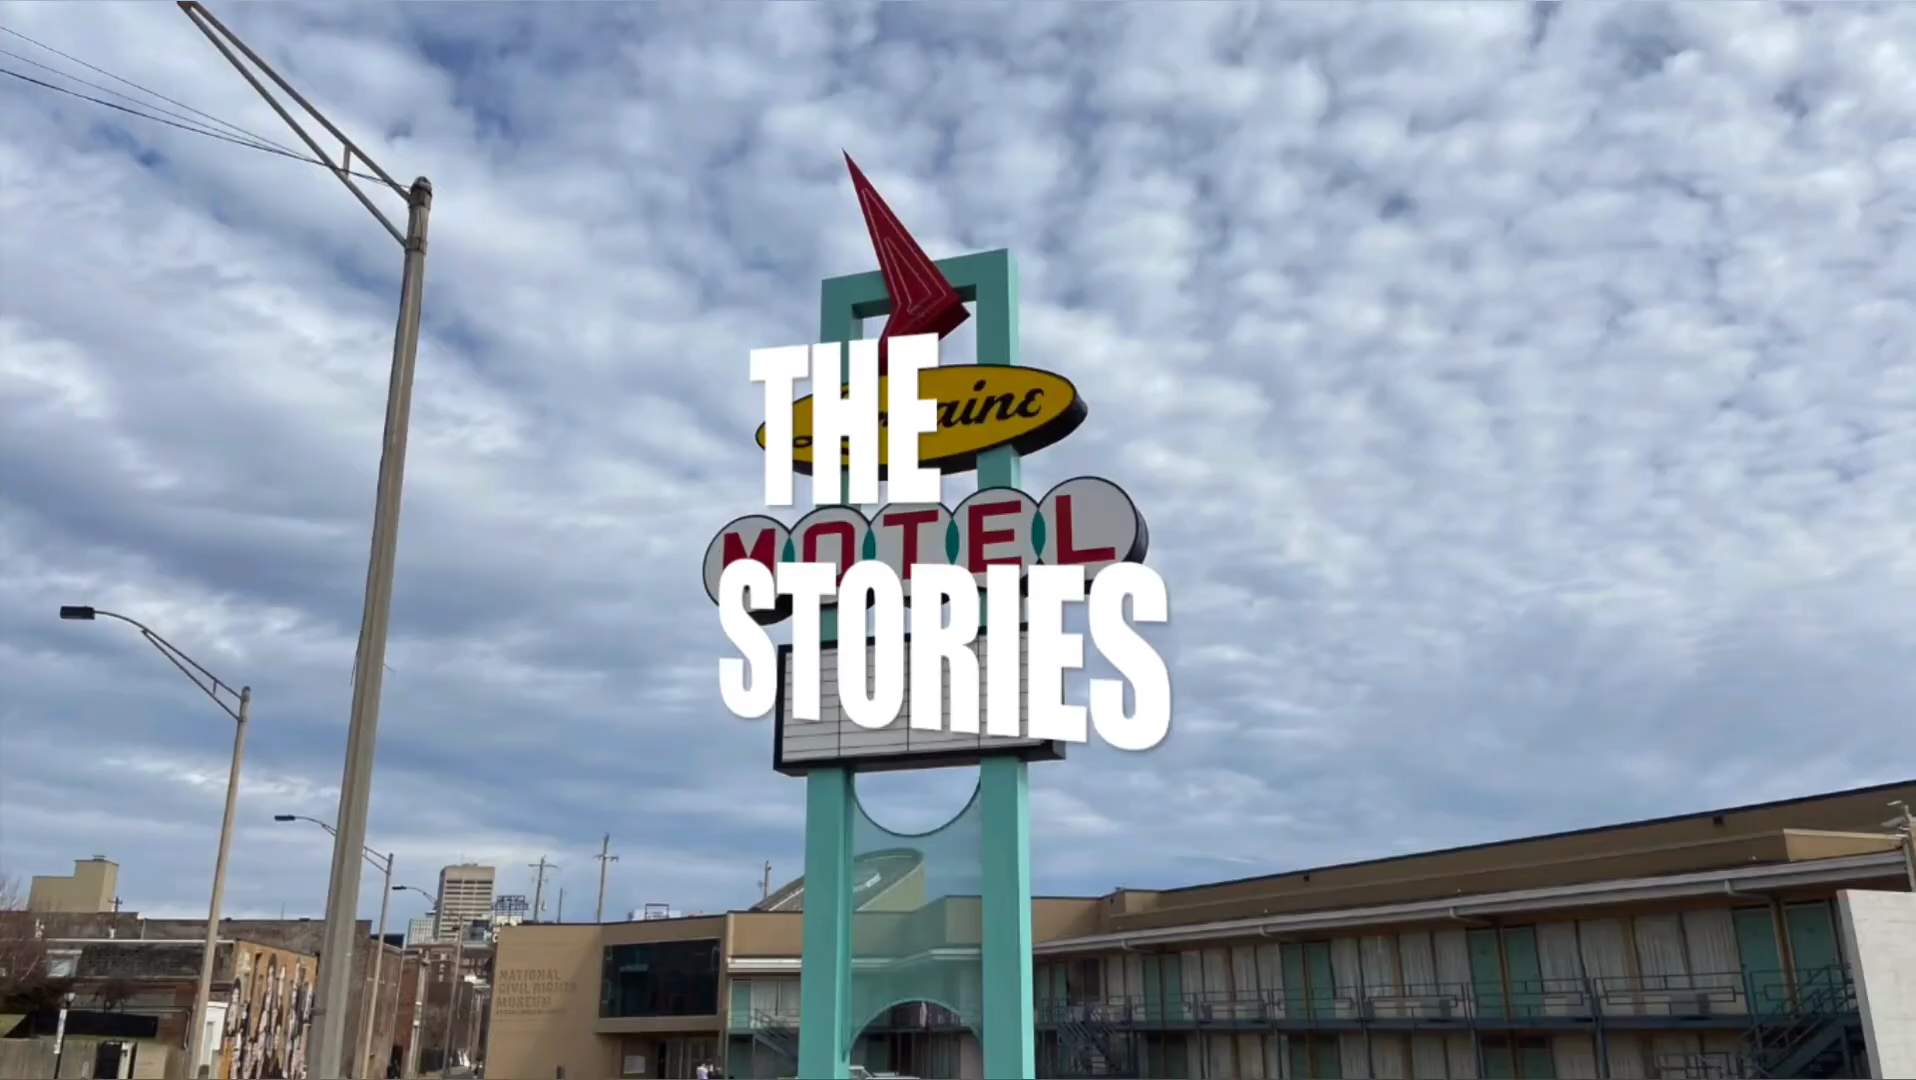 THE
Lorraine
MOTEL
STORIES
NATIONAL
CIVIL RIGHTS
MUSEUM